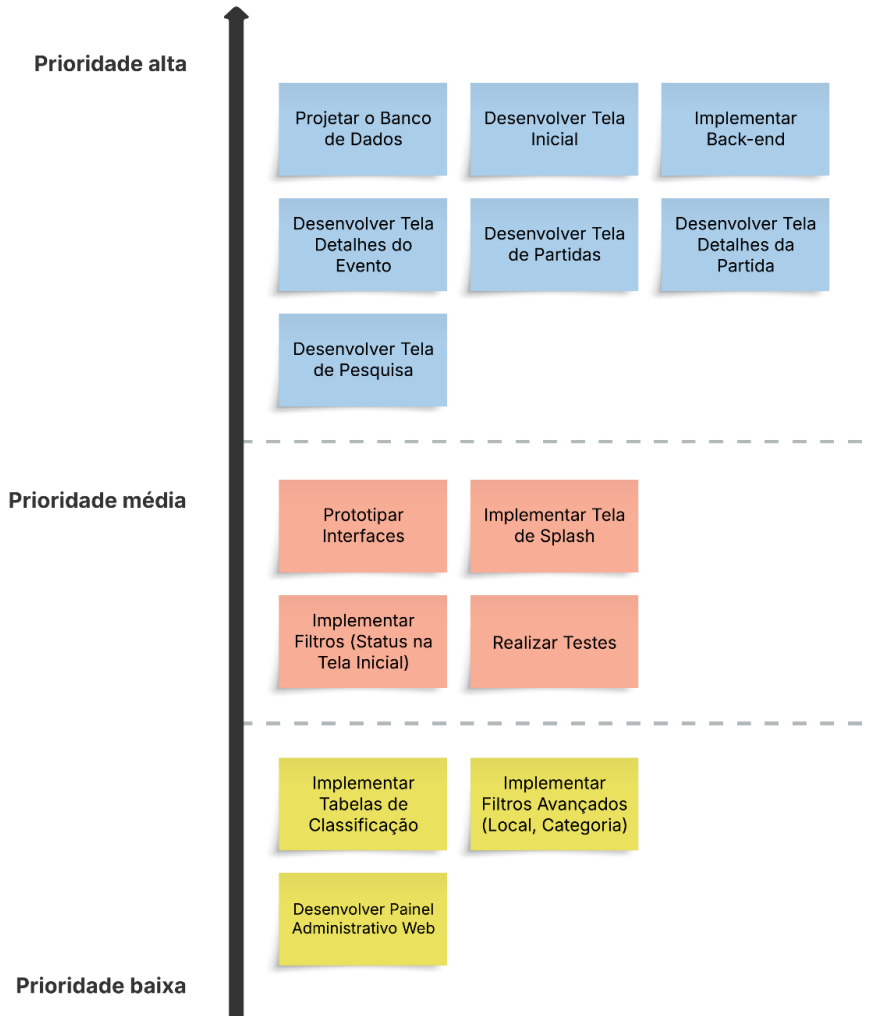 Prioridade alta
Projetar o Banco
de Dados
Desenvolver Tela
Inicial
Implementar
Back-end
Desenvolver Tela
Detalhes do
Evento
Desenvolver Tela
de Partidas
Desenvolver Tela
Detalhes da
Partida
Desenvolver Tela
de Pesquisa
Prioridade média
Prototipar
Interfaces
Implementar Tela
de Splash
Implementar
Filtros (Status na
Tela Inicial)
Realizar Testes
Implementar
Tabelas de
Classificação
Implementar
Filtros Avançados
(Local, Categoria)
Desenvolver Painel
Administrativo Web
Prioridade baixa